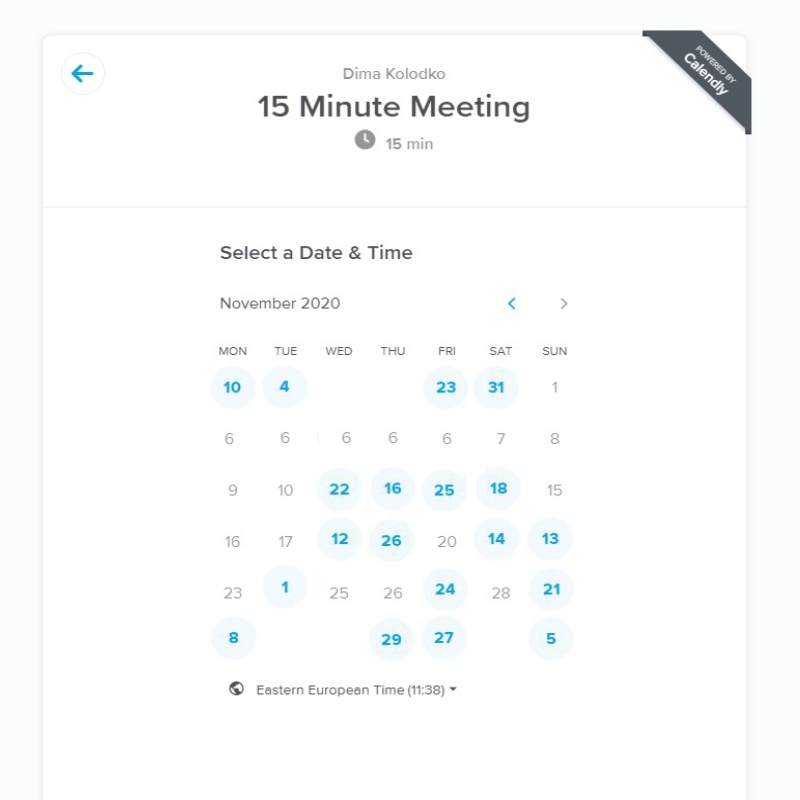 Dima Kolodko
POWERED BY
Calendly
15 Minute Meeting
15 min
Select a Date & Time
November 2020
MON TUE WED THU FRI SAT SUN
10 4 23 31 1
6 6 6 6 6 7 8
9 10 22 16 25 18 15
16 17 12 26 20 14 13
23 1 25 26 24 28 21
8 29 27 5
Eastern European Time (11:38)